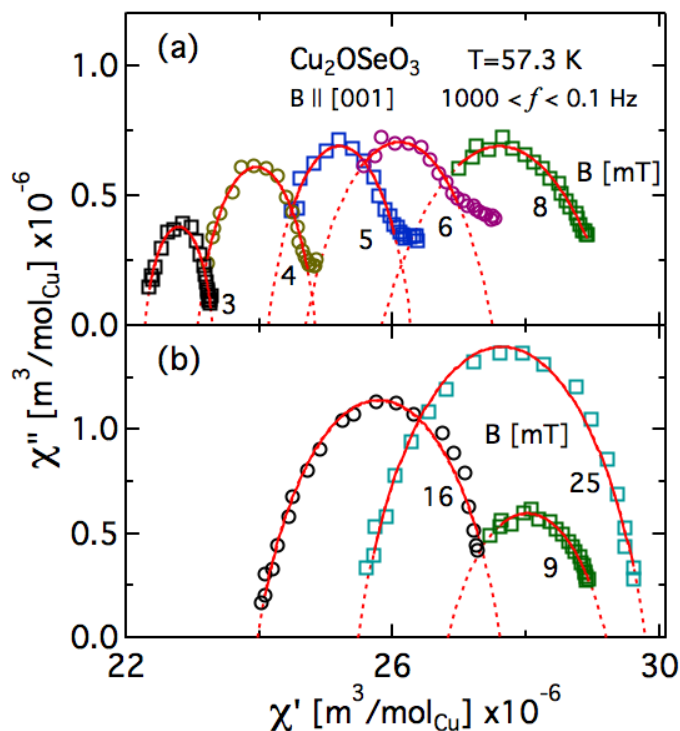 (a)
Cu₂OSeO₃ T=57.3 K
B || [001] 1000 < f < 0.1 Hz
B [mT]
1.0
0.5
0.0
3
4
5
6
8
(b)
B [mT]
1.0
0.5
0.0
16
25
9
χ" [m³/mol_Cu] x10⁻⁶
22 26 30
χ' [m³/mol_Cu] x10⁻⁶